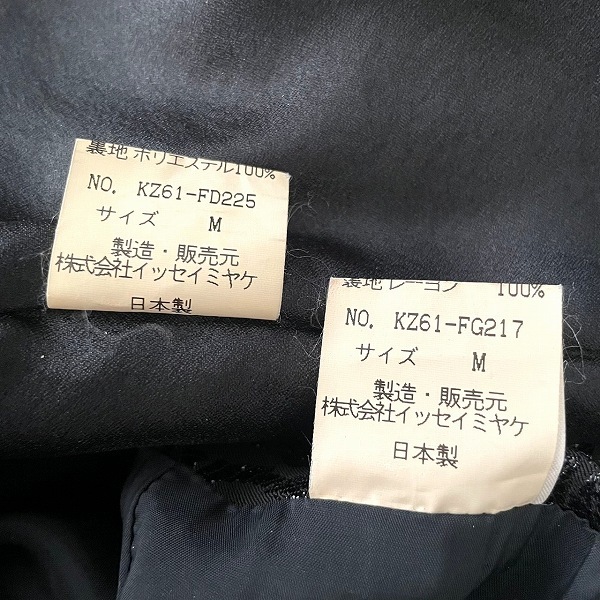 裏地 ポリエステル100%
NO. KZ61-FD225
サイズ M
製造・販売元
株式会社イッセイミヤケ
日本製
裏地 レーヨン 100%
NO. KZ61-FG217
サイズ M
製造・販売元
株式会社イッセイミヤケ
日本製